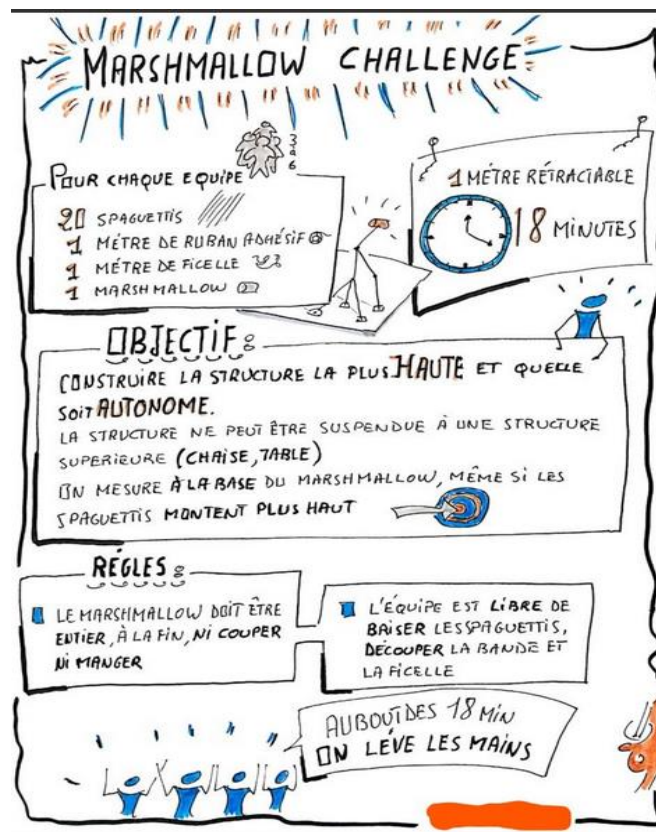 MARSHMALLOW CHALLENGE
POUR CHAQUE EQUIPE
3 à 6
20 SPAGUETTIS
1 MÉTRE DE RUBAN ADHÉSIF
1 MÉTRE DE FICELLE
1 MARSHMALLOW
1 MÉTRE RÉTRACTABLE
18 MINUTES
OBJECTIF :
CONSTRUIRE LA STRUCTURE LA PLUS HAUTE ET QUELLE
SOIT AUTONOME.
LA STRUCTURE NE PEUT ÊTRE SUSPENDUE À UNE STRUCTURE
SUPERIEURE (CHAISE, TABLE)
ON MESURE À LA BASE DU MARSHMALLOW, MÊME SI LES
SPAGUETTIS MONTENT PLUS HAUT
RÉGLES :
LE MARSHMALLOW DOIT ÊTRE
ENTIER, À LA FIN, NI COUPER
NI MANGER
L'ÉQUIPE EST LIBRE DE
BRISER LES SPAGUETTIS,
DÉCOUPER LA BANDE ET
LA FICELLE
AU BOUT DES 18 MIN
ON LÉVE LES MAINS